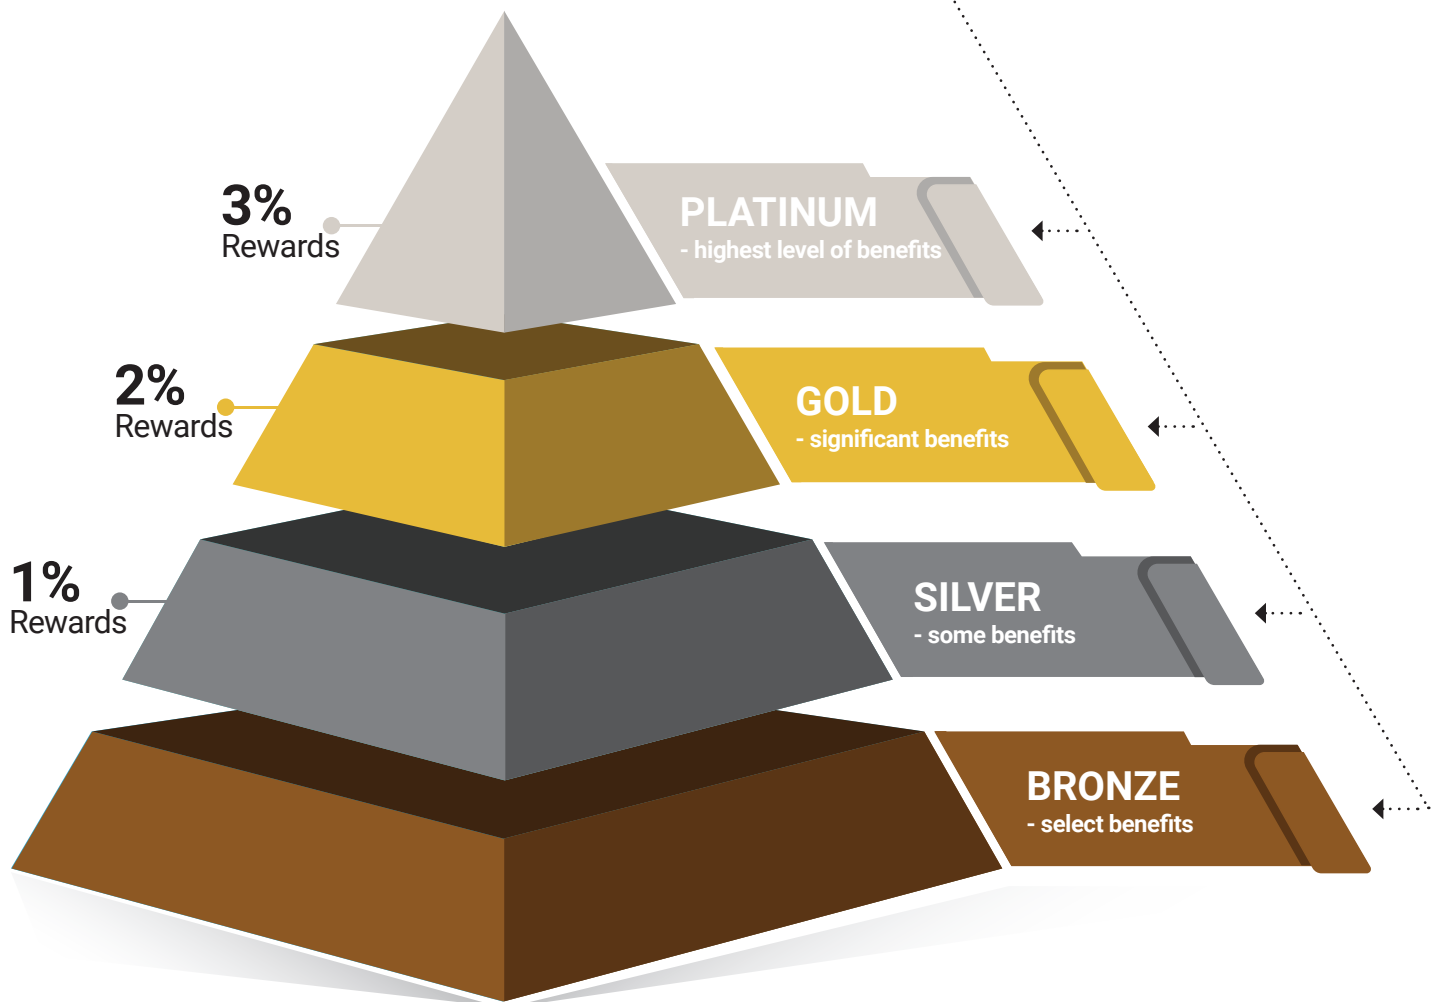 3%
Rewards
PLATINUM
- highest level of benefits
2%
Rewards
GOLD
- significant benefits
1%
Rewards
SILVER
- some benefits
BRONZE
- select benefits